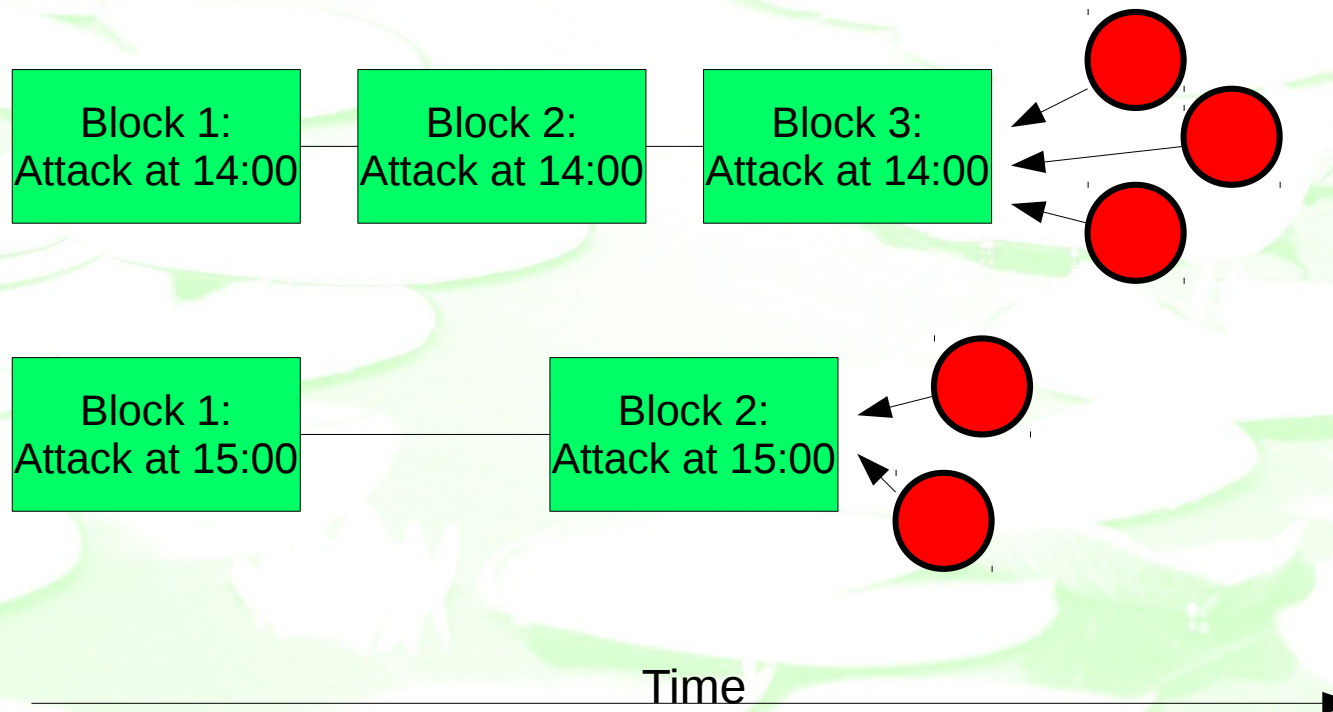 Block 1:
Attack at 14:00
Block 2:
Attack at 14:00
Block 3:
Attack at 14:00
Block 1:
Attack at 15:00
Block 2:
Attack at 15:00
Time